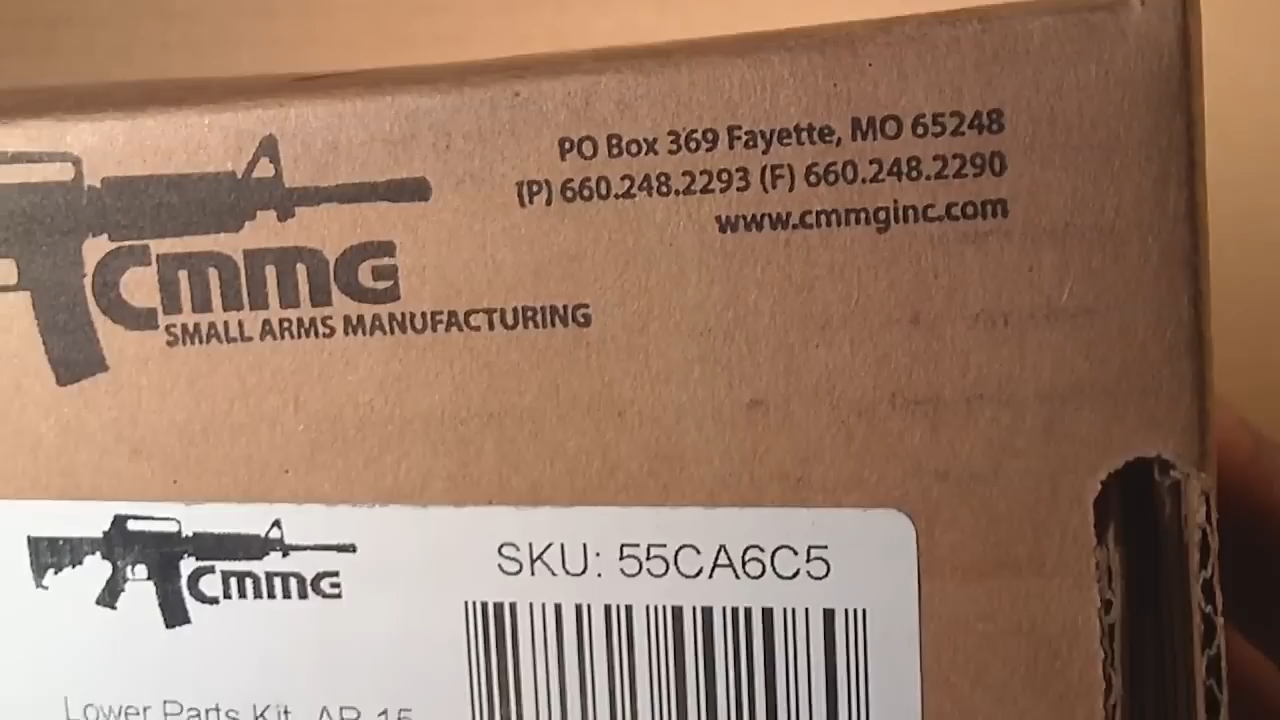 PO Box 369 Fayette, MO 65248
(P) 660.248.2293 (F) 660.248.2290
www.cmmginc.com
CMMG
SMALL ARMS MANUFACTURING
CMMG
SKU: 55CA6C5
Lower Parts Kit, AR-15